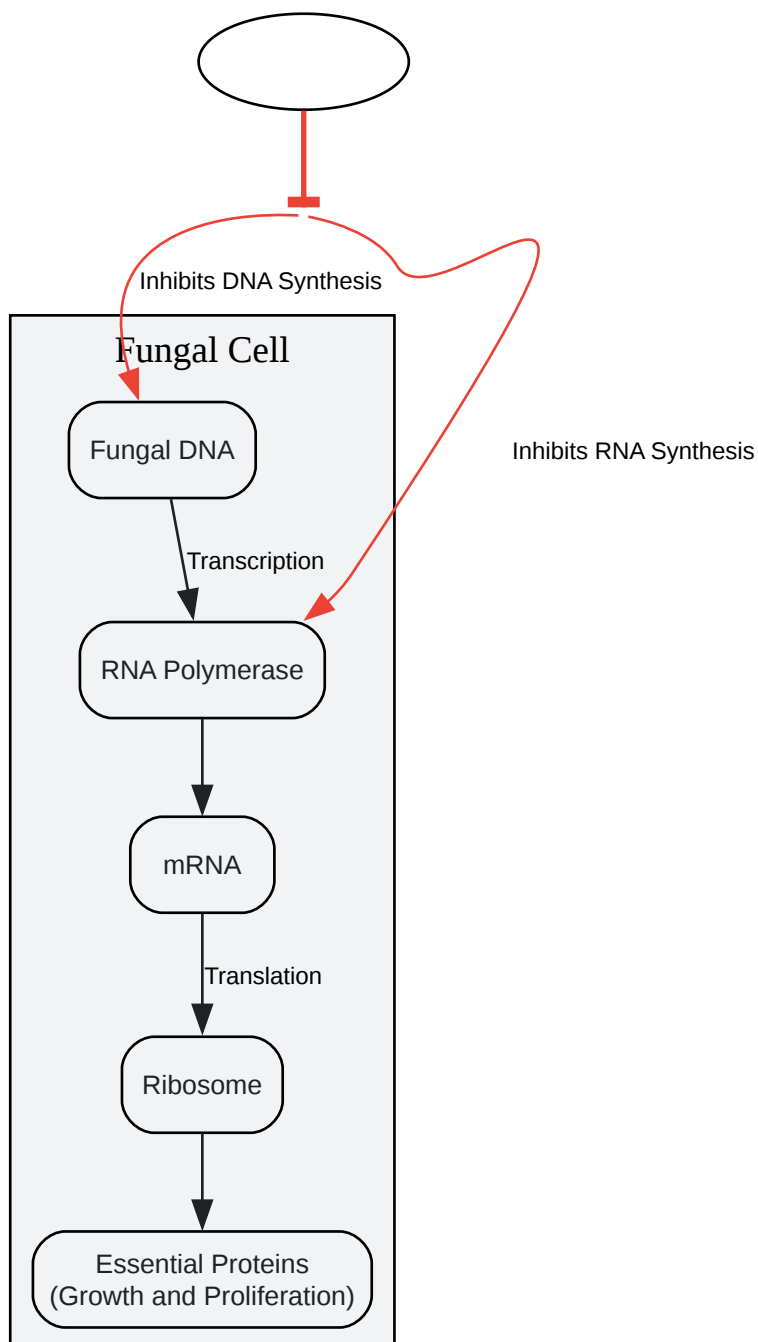 Inhibits DNA Synthesis
Fungal Cell
Fungal DNA
Inhibits RNA Synthesis
Transcription
RNA Polymerase
mRNA
Translation
Ribosome
Essential Proteins
(Growth and Proliferation)